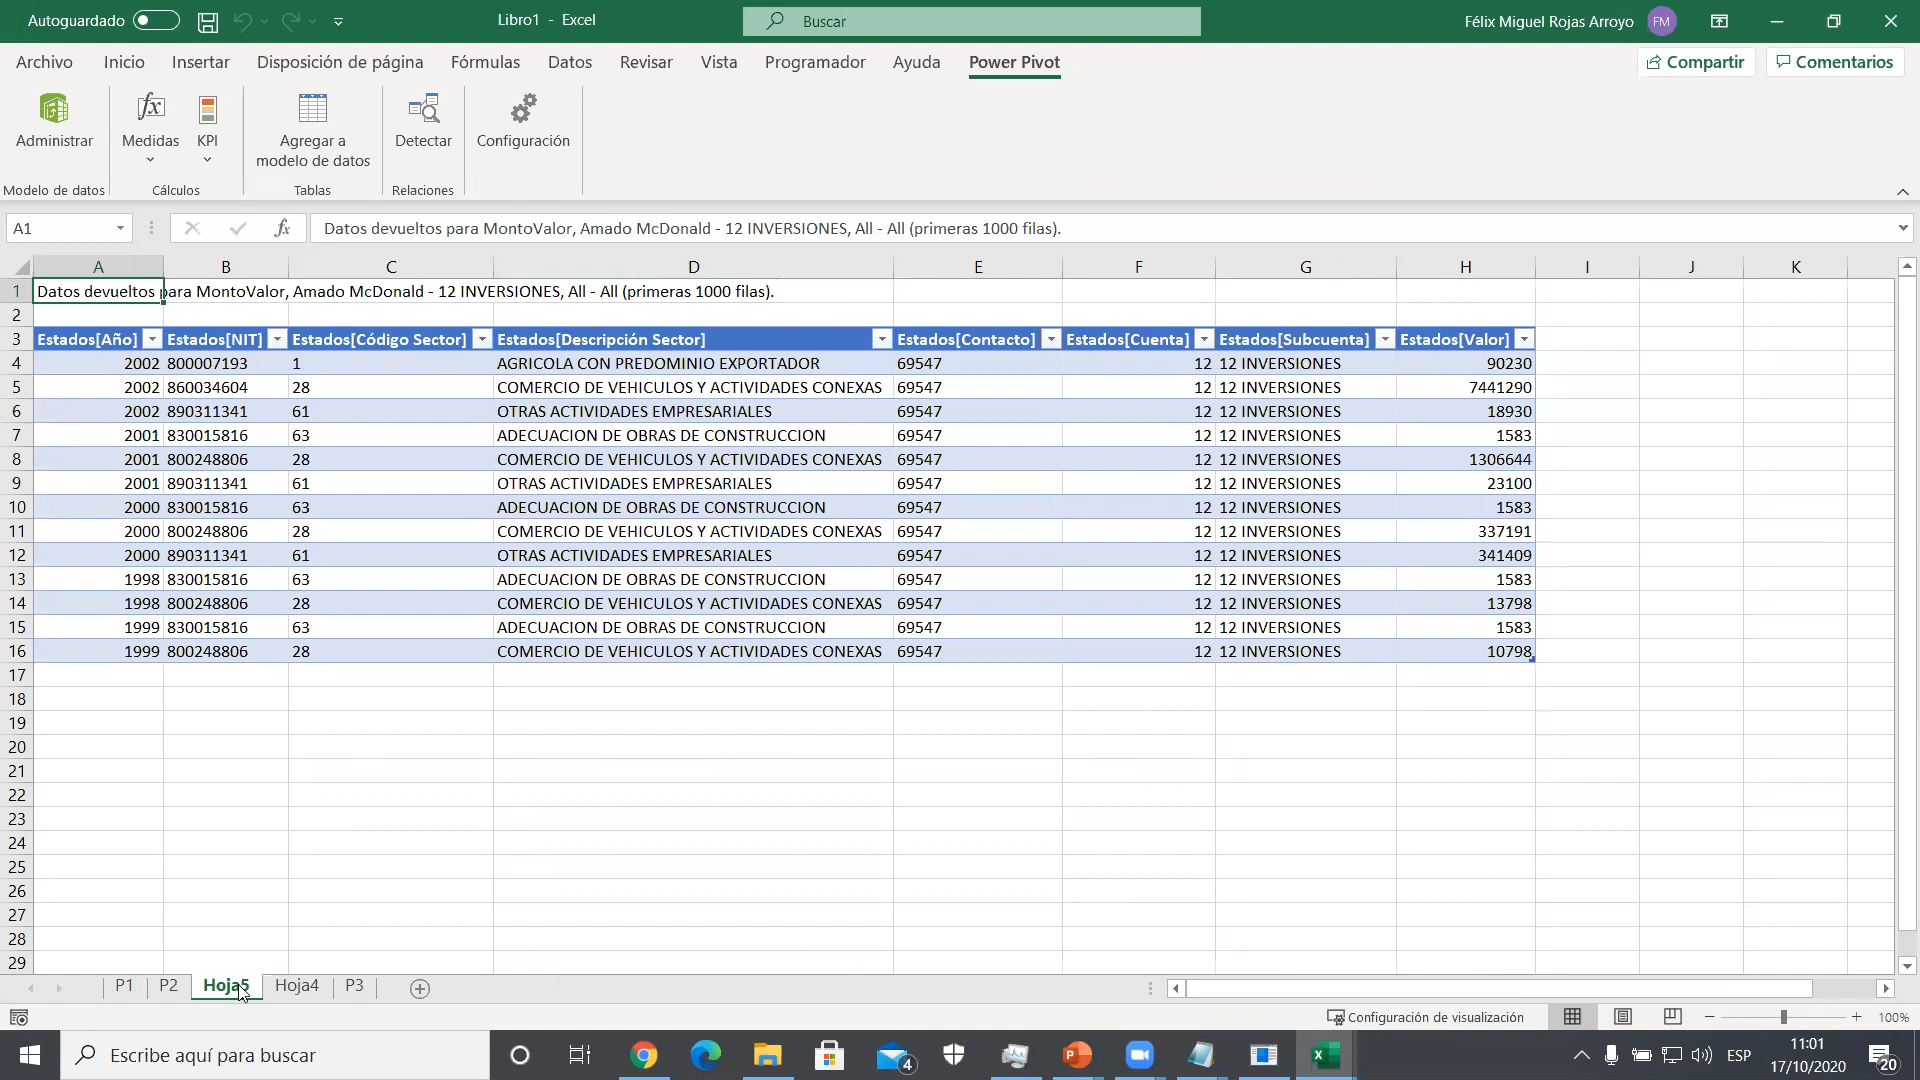 Autoguardado
Libro1 - Excel
Buscar
Félix Miguel Rojas Arroyo FM
Archivo Inicio Insertar Disposición de página Fórmulas Datos Revisar Vista Programador Ayuda Power Pivot Compartir Comentarios
Administrar Medidas KPI Agregar a modelo de datos Detectar Configuración
Modelo de datos Cálculos Tablas Relaciones
A1 fx Datos devueltos para MontoValor, Amado McDonald - 12 INVERSIONES, All - All (primeras 1000 filas).
A B C D E F G H I J K
1 Datos devueltos para MontoValor, Amado McDonald - 12 INVERSIONES, All - All (primeras 1000 filas).
2
3 Estados[Año] Estados[NIT] Estados[Código Sector] Estados[Descripción Sector] Estados[Contacto] Estados[Cuenta] Estados[Subcuenta] Estados[Valor]
4 2002 800007193 1 AGRICOLA CON PREDOMINIO EXPORTADOR 69547 12 12 INVERSIONES 90230
5 2002 860034604 28 COMERCIO DE VEHICULOS Y ACTIVIDADES CONEXAS 69547 12 12 INVERSIONES 7441290
6 2002 890311341 61 OTRAS ACTIVIDADES EMPRESARIALES 69547 12 12 INVERSIONES 18930
7 2001 830015816 63 ADECUACION DE OBRAS DE CONSTRUCCION 69547 12 12 INVERSIONES 1583
8 2001 800248806 28 COMERCIO DE VEHICULOS Y ACTIVIDADES CONEXAS 69547 12 12 INVERSIONES 1306644
9 2001 890311341 61 OTRAS ACTIVIDADES EMPRESARIALES 69547 12 12 INVERSIONES 23100
10 2000 830015816 63 ADECUACION DE OBRAS DE CONSTRUCCION 69547 12 12 INVERSIONES 1583
11 2000 800248806 28 COMERCIO DE VEHICULOS Y ACTIVIDADES CONEXAS 69547 12 12 INVERSIONES 337191
12 2000 890311341 61 OTRAS ACTIVIDADES EMPRESARIALES 69547 12 12 INVERSIONES 341409
13 1998 830015816 63 ADECUACION DE OBRAS DE CONSTRUCCION 69547 12 12 INVERSIONES 1583
14 1998 800248806 28 COMERCIO DE VEHICULOS Y ACTIVIDADES CONEXAS 69547 12 12 INVERSIONES 13798
15 1999 830015816 63 ADECUACION DE OBRAS DE CONSTRUCCION 69547 12 12 INVERSIONES 1583
16 1999 800248806 28 COMERCIO DE VEHICULOS Y ACTIVIDADES CONEXAS 69547 12 12 INVERSIONES 10798
17
18
19
20
21
22
23
24
25
26
27
28
29
P1 P2 Hoja5 Hoja4 P3
Configuración de visualización 100%
Escribe aquí para buscar 4 ESP 11:01
17/10/2020 20